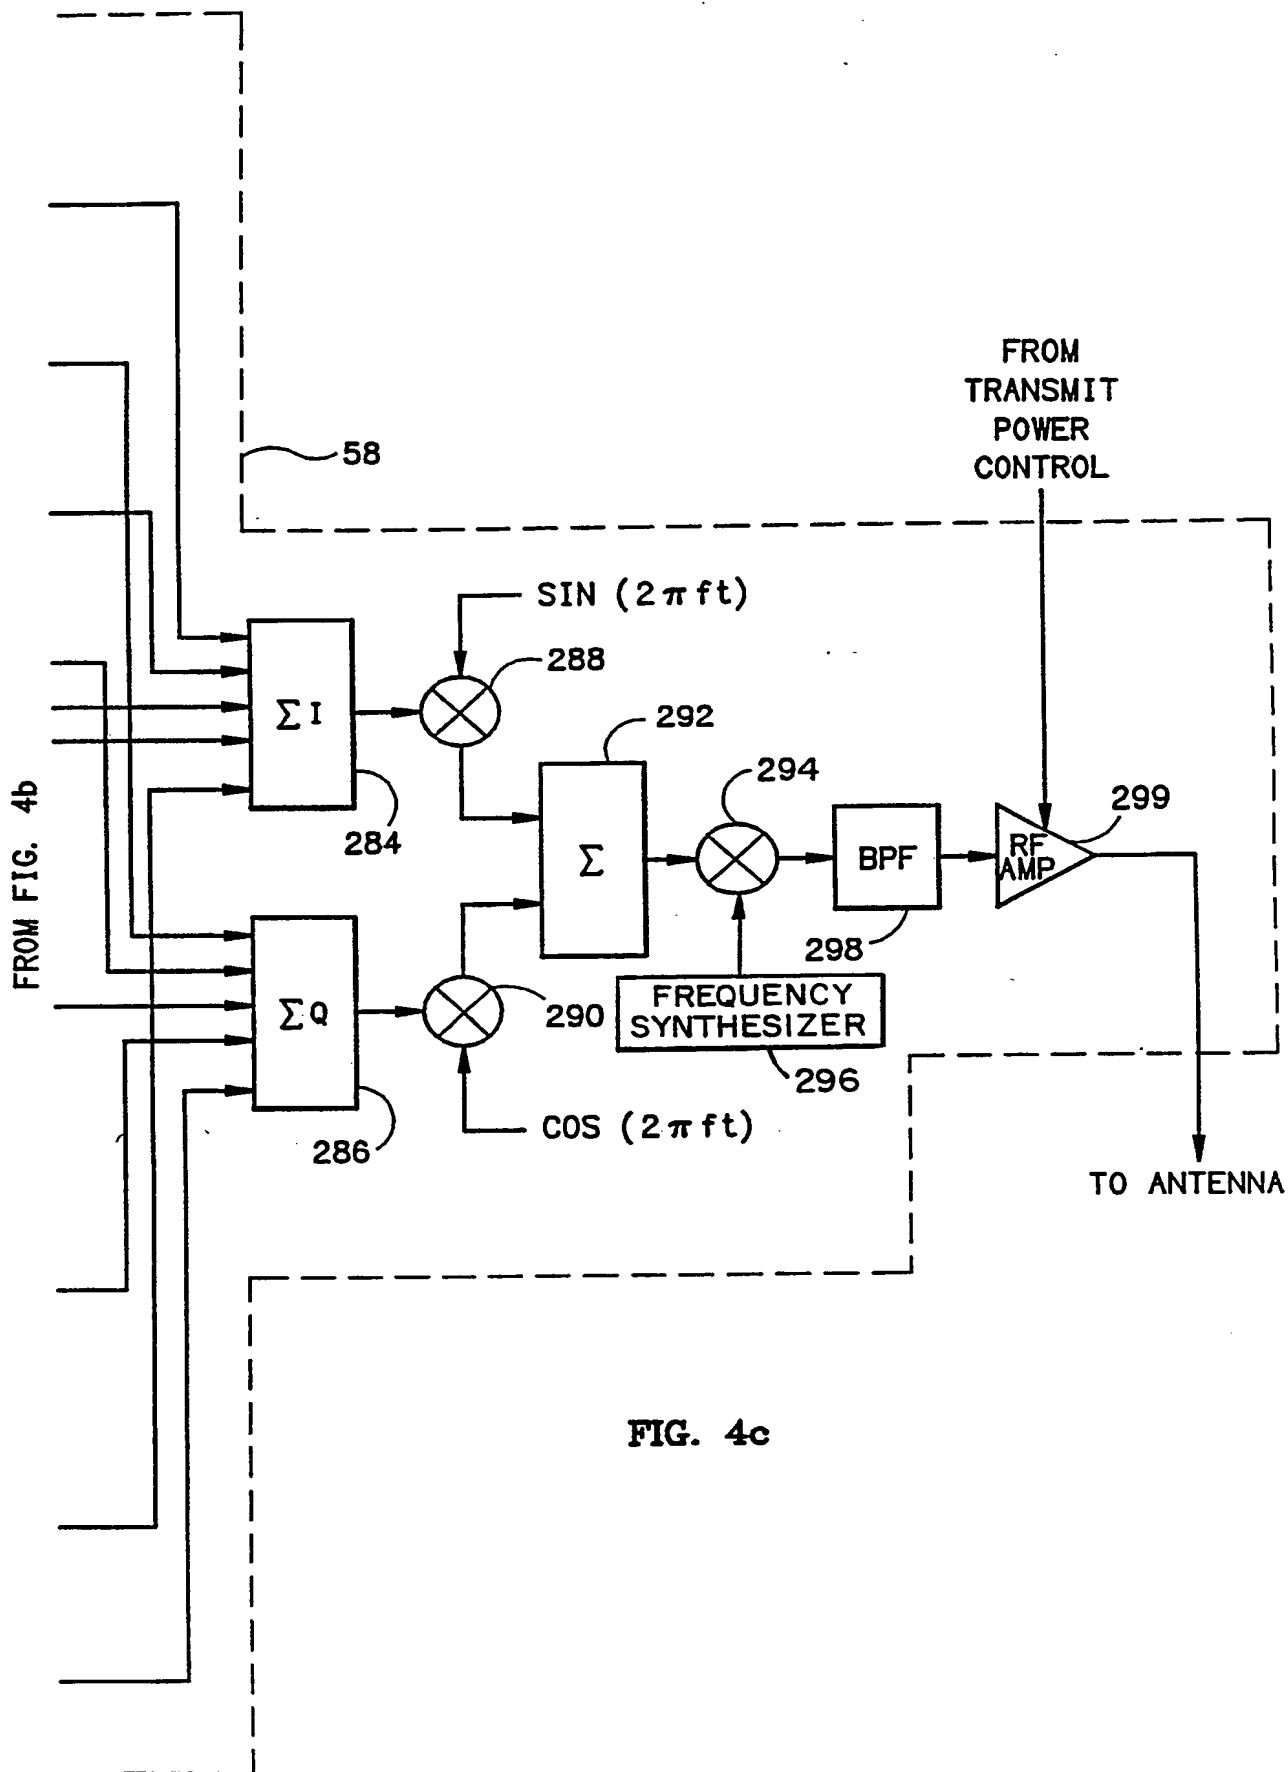 FROM
TRANSMIT
POWER
CONTROL
58
SIN (2πft)
288
ΣI
292
284
294
299
Σ
BPF
RF
AMP
298
FROM FIG. 4b
ΣQ
290
FREQUENCY
SYNTHESIZER
296
COS (2πft)
286
TO ANTENNA
FIG. 4c